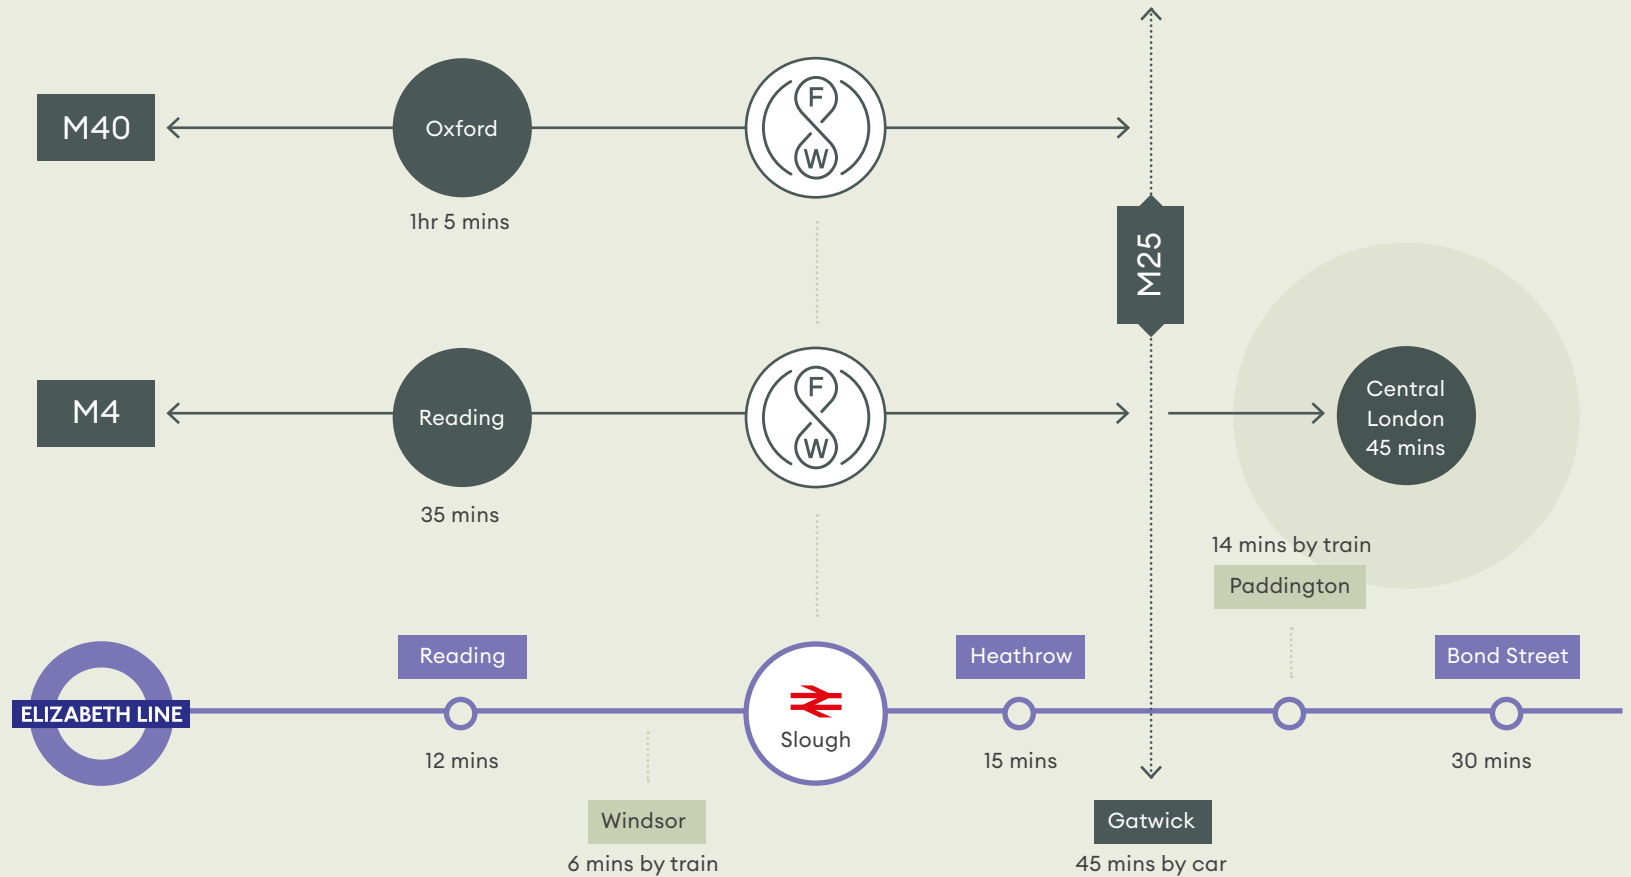 M40
Oxford
F
W
1hr 5 mins
M25
M4
Reading
F
W
Central
London
45 mins
35 mins
14 mins by train
Paddington
Reading
Heathrow
Bond Street
ELIZABETH LINE
Slough
12 mins
15 mins
30 mins
Windsor
6 mins by train
Gatwick
45 mins by car